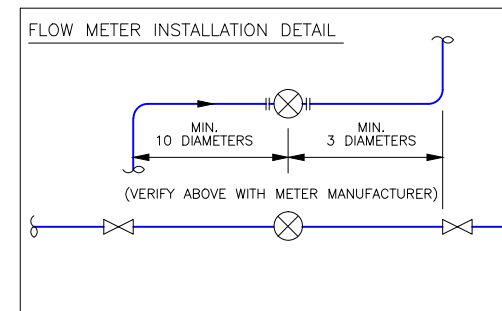 FLOW METER INSTALLATION DETAIL
MIN. MIN.
10 DIAMETERS 3 DIAMETERS
(VERIFY ABOVE WITH METER MANUFACTURER)